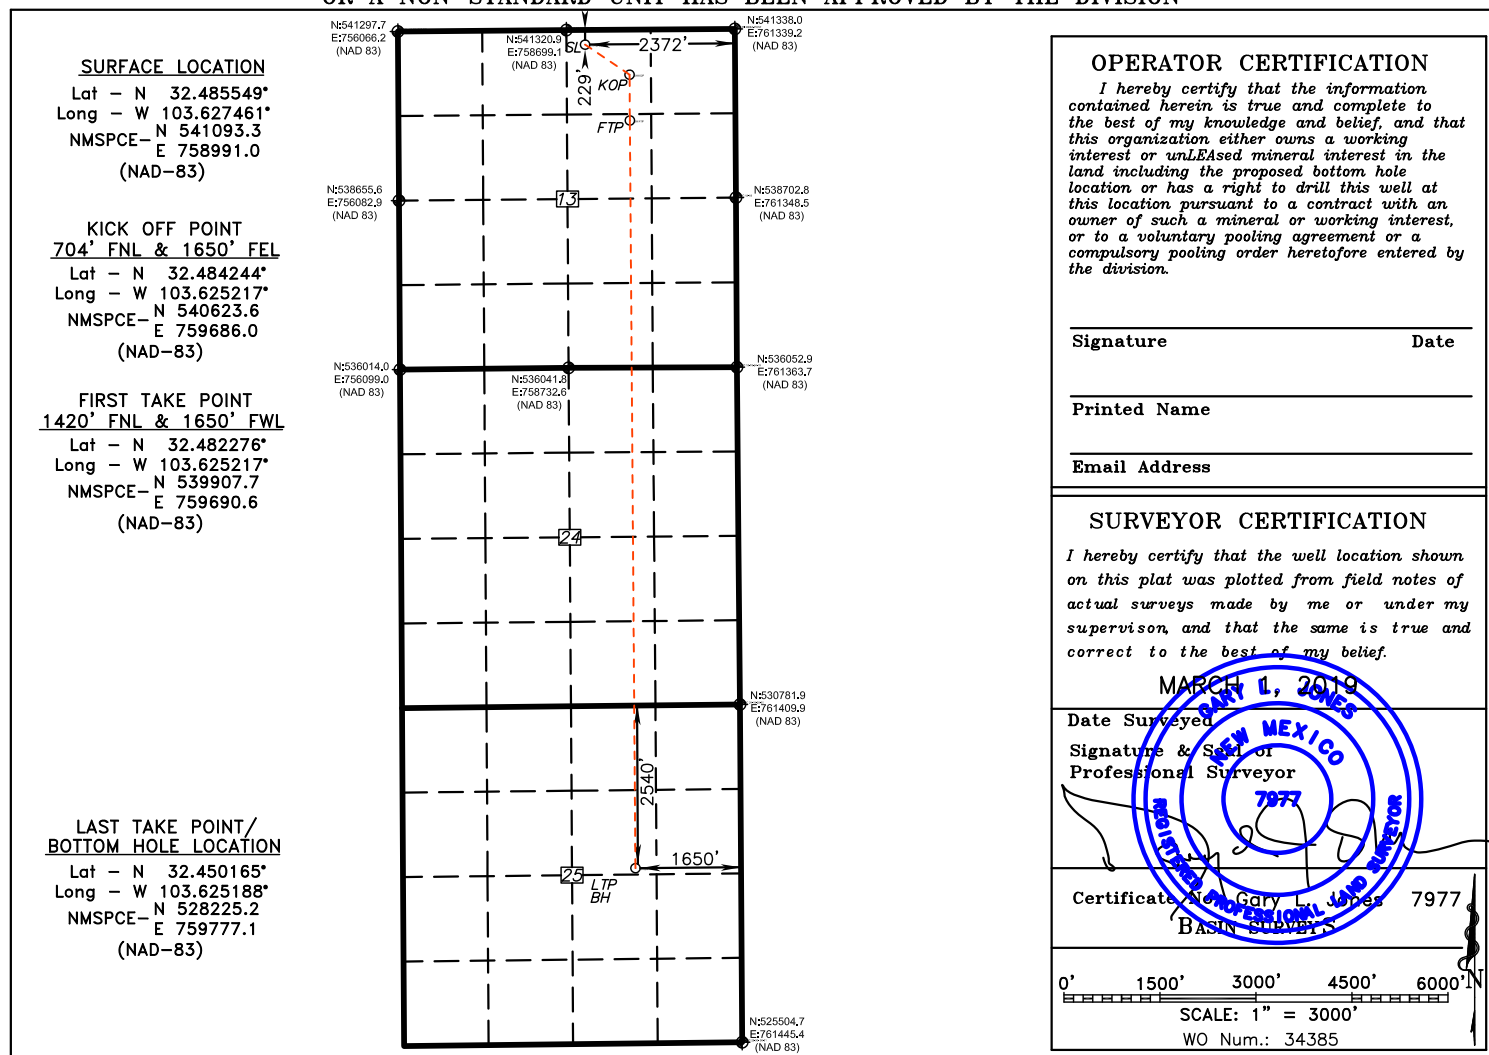 OR A NON-STANDARD UNIT HAS BEEN APPROVED BY THE DIVISION
SURFACE LOCATION
Lat - N 32.485549°
Long - W 103.627461°
NMSPCE- N 541093.3
E 758991.0
(NAD-83)
KICK OFF POINT
704' FNL & 1650' FEL
Lat - N 32.484244°
Long - W 103.625217°
NMSPCE- N 540623.6
E 759686.0
(NAD-83)
FIRST TAKE POINT
1420' FNL & 1650' FWL
Lat - N 32.482276°
Long - W 103.625217°
NMSPCE- N 539907.7
E 759690.6
(NAD-83)
LAST TAKE POINT/
BOTTOM HOLE LOCATION
Lat - N 32.450165°
Long - W 103.625188°
NMSPCE- N 528225.2
E 759777.1
(NAD-83)
N:541297.7
E:756066.2
(NAD 83)
N:541320.9
E:758699.1
(NAD 83)
N:541338.0
E:761339.2
(NAD 83)
SL
2372'
229'
KOP
FTP
N:538655.6
E:756082.9
(NAD 83)
13
N:538702.8
E:761348.5
(NAD 83)
N:536014.0
E:756099.0
(NAD 83)
N:536041.8
E:758732.6
(NAD 83)
N:536052.9
E:761363.7
(NAD 83)
24
N:530781.9
E:761409.9
(NAD 83)
2540'
1650'
25
LTP
BH
N:525504.7
E:761445.4
(NAD 83)
OPERATOR CERTIFICATION
I hereby certify that the information
contained herein is true and complete to
the best of my knowledge and belief, and that
this organization either owns a working
interest or unLEAsed mineral interest in the
land including the proposed bottom hole
location or has a right to drill this well at
this location pursuant to a contract with an
owner of such a mineral or working interest,
or to a voluntary pooling agreement or a
compulsory pooling order heretofore entered by
the division.
Signature Date
Printed Name
Email Address
SURVEYOR CERTIFICATION
I hereby certify that the well location shown
on this plat was plotted from field notes of
actual surveys made by me or under my
supervison, and that the same is true and
correct to the best of my belief.
MARCH 1, 2019
Date Surveyed
Signature & Seal of
Professional Surveyor
GARY L. JONES
NEW MEXICO
7977
REGISTERED PROFESSIONAL LAND SURVEYOR
Certificate No. Gary L. Jones 7977
BASIN SURVEYS
0' 1500' 3000' 4500' 6000'
N
SCALE: 1" = 3000'
WO Num.: 34385